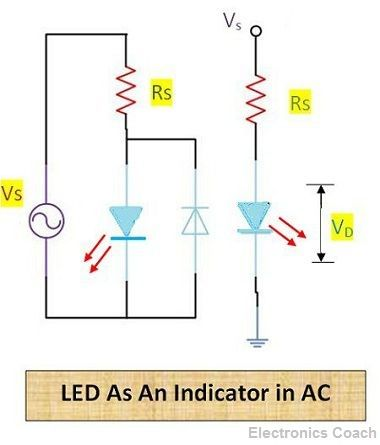 Vs
Rs
Rs
Vs
VD
LED As An Indicator in AC
Electronics Coach